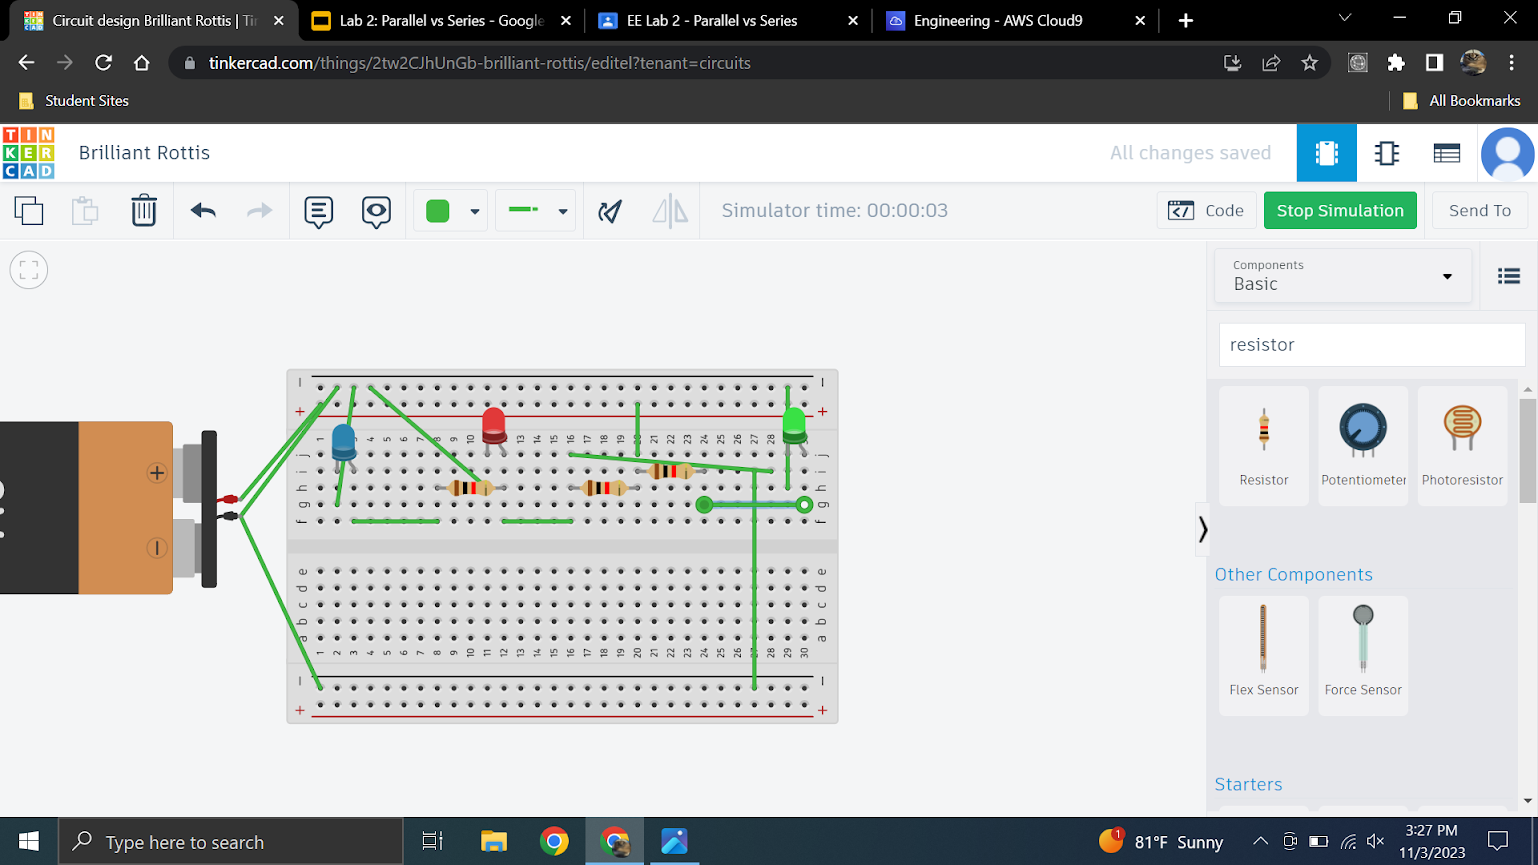 Circuit design Brilliant Rottis | Tin
Lab 2: Parallel vs Series - Google
EE Lab 2 - Parallel vs Series
Engineering - AWS Cloud9
tinkercad.com/things/2tw2CJhUnGb-brilliant-rottis/editel?tenant=circuits
Student Sites
All Bookmarks
TIN
KER
CAD
Brilliant Rottis
All changes saved
Simulator time: 00:00:03
Code
Stop Simulation
Send To
Components
Basic
resistor
Resistor
Potentiometer
Photoresistor
Other Components
Flex Sensor
Force Sensor
Starters
j
i
h
g
f
e
d
c
b
a
Type here to search
1
81°F Sunny
3:27 PM
11/3/2023